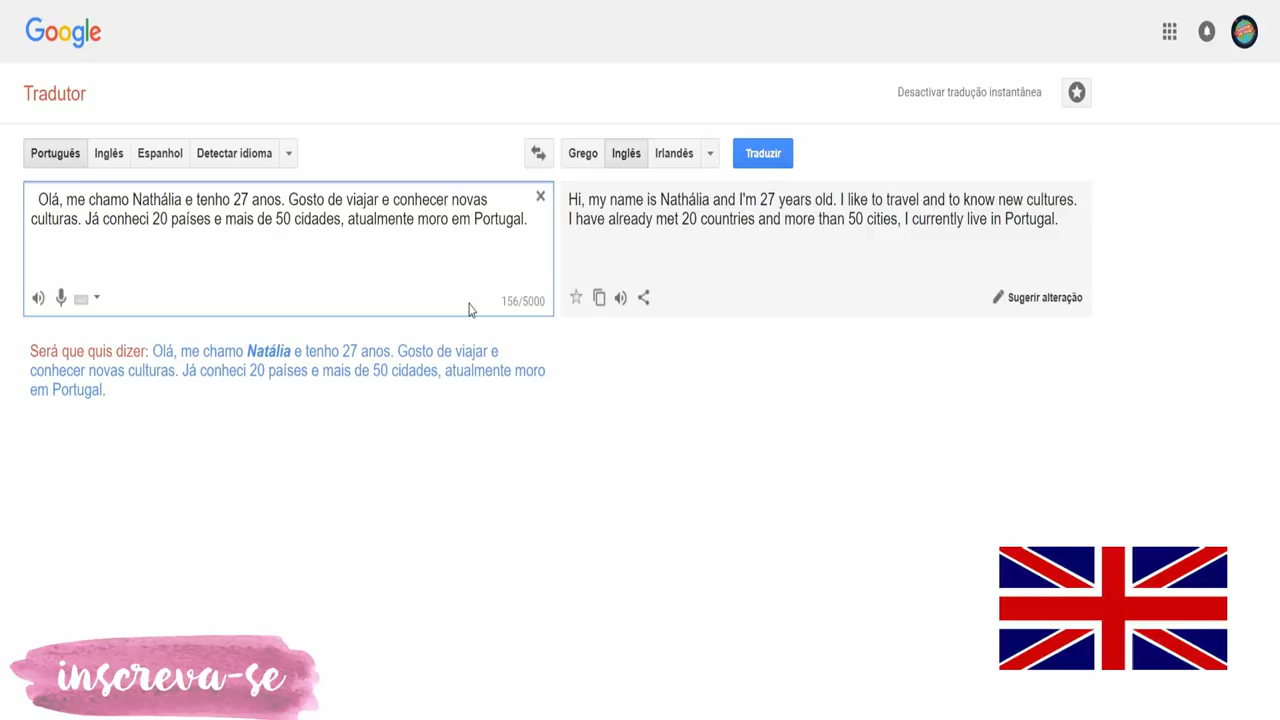 Google
Tradutor
Desactivar tradução instantânea
Português Inglês Espanhol Detectar idioma
Grego Inglês Irlandês Traduzir
Olá, me chamo Nathália e tenho 27 anos. Gosto de viajar e conhecer novas
culturas. Já conheci 20 países e mais de 50 cidades, atualmente moro em Portugal.
156/5000
Hi, my name is Nathália and I'm 27 years old. I like to travel and to know new cultures.
I have already met 20 countries and more than 50 cities, I currently live in Portugal.
Sugerir alteração
Será que quis dizer: Olá, me chamo Natália e tenho 27 anos. Gosto de viajar e
conhecer novas culturas. Já conheci 20 países e mais de 50 cidades, atualmente moro
em Portugal.
inscreva-se